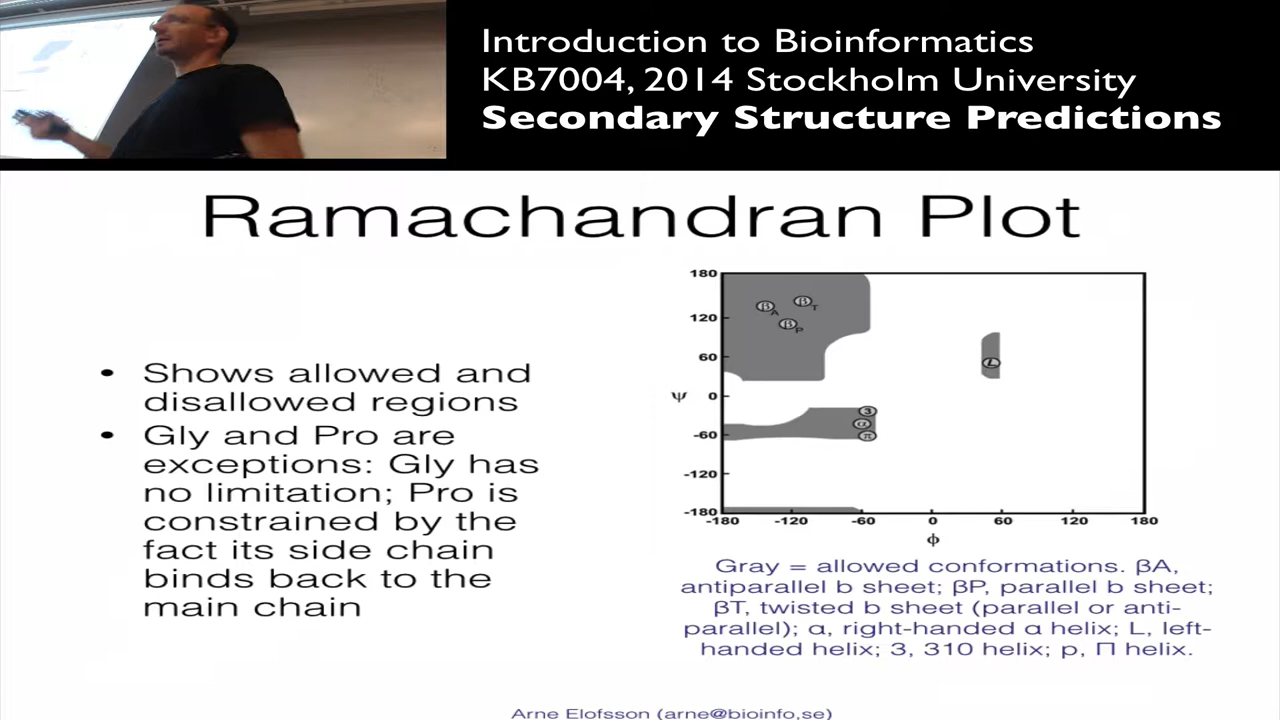 Introduction to Bioinformatics
KB7004, 2014 Stockholm University
Secondary Structure Predictions
Ramachandran Plot
• Shows allowed and
disallowed regions
• Gly and Pro are
exceptions: Gly has
no limitation; Pro is
constrained by the
fact its side chain
binds back to the
main chain
180
120
60
0
-60
-120
-180
ψ
β A
β T
β P
L
3
α
π
-180
-120
-60
0
60
120
180
ϕ
Gray = allowed conformations. βA,
antiparallel b sheet; βP, parallel b sheet;
βT, twisted b sheet (parallel or anti-
parallel); α, right-handed α helix; L, left-
handed helix; 3, 310 helix; p, Π helix.
Arne Elofsson (arne@bioinfo,se)